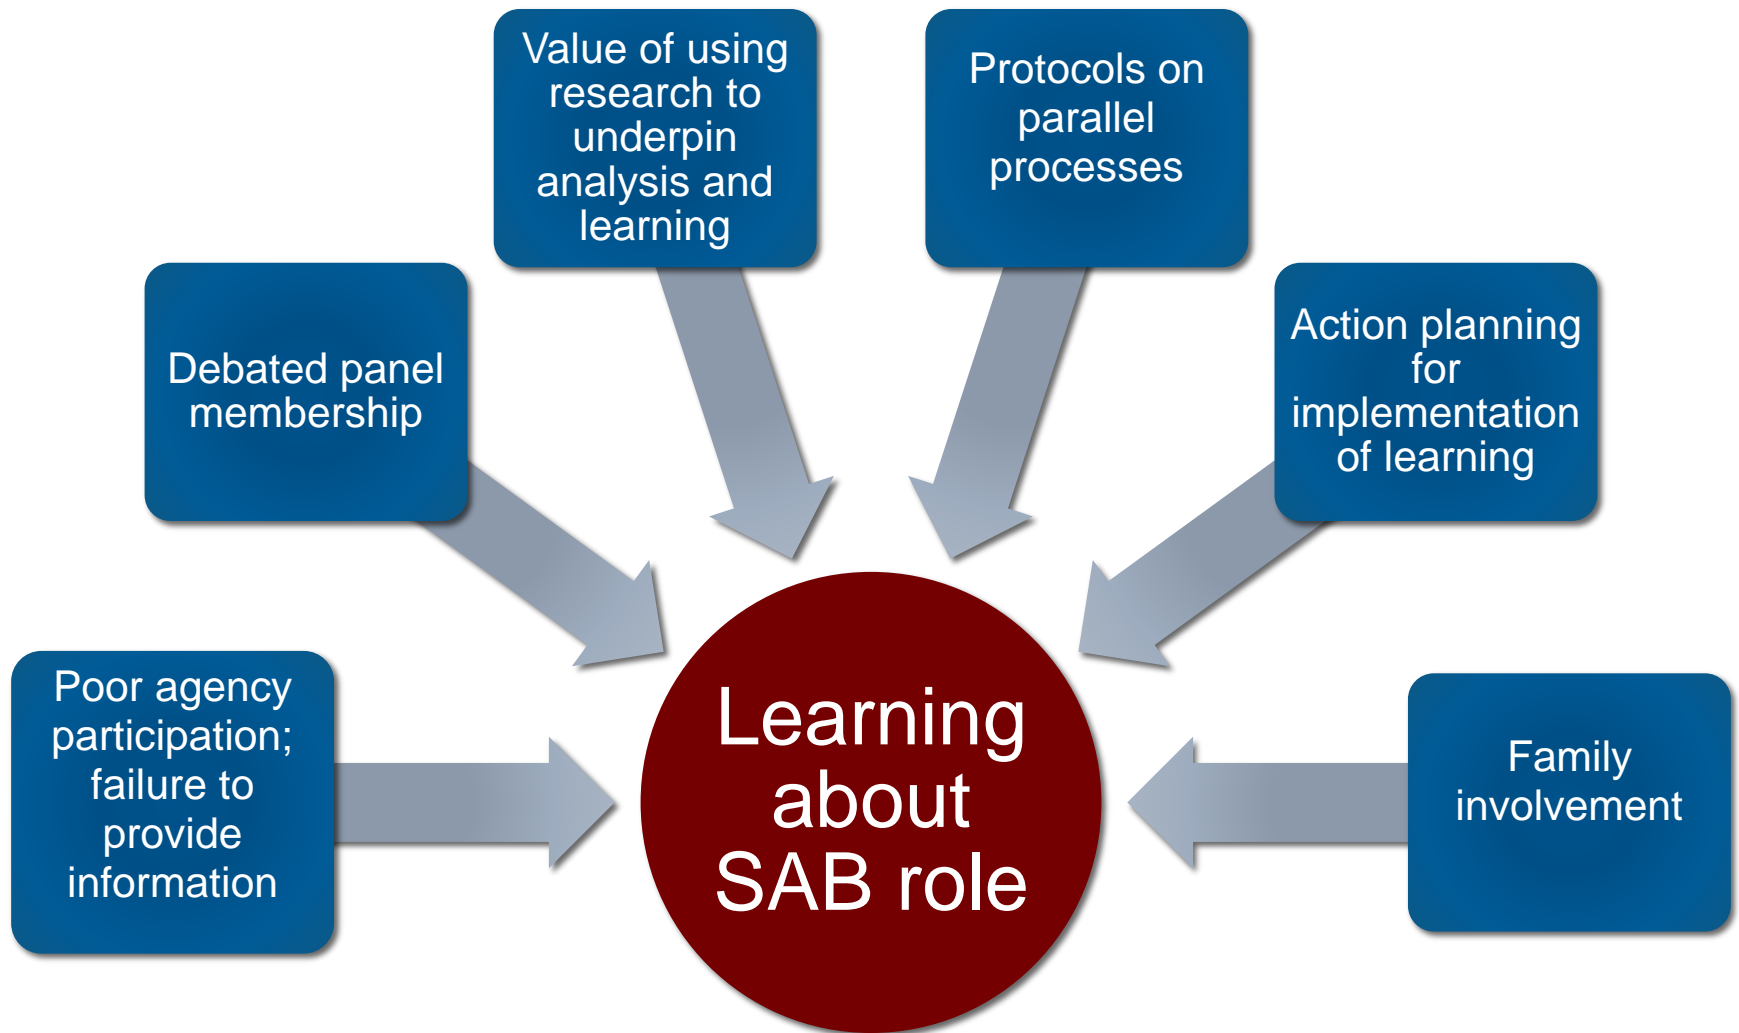 Value of using
research to
underpin
analysis and
learning
Protocols on
parallel
processes
Debated panel
membership
Action planning
for
implementation
of learning
Poor agency
participation;
failure to
provide
information
Family
involvement
Learning
about
SAB role